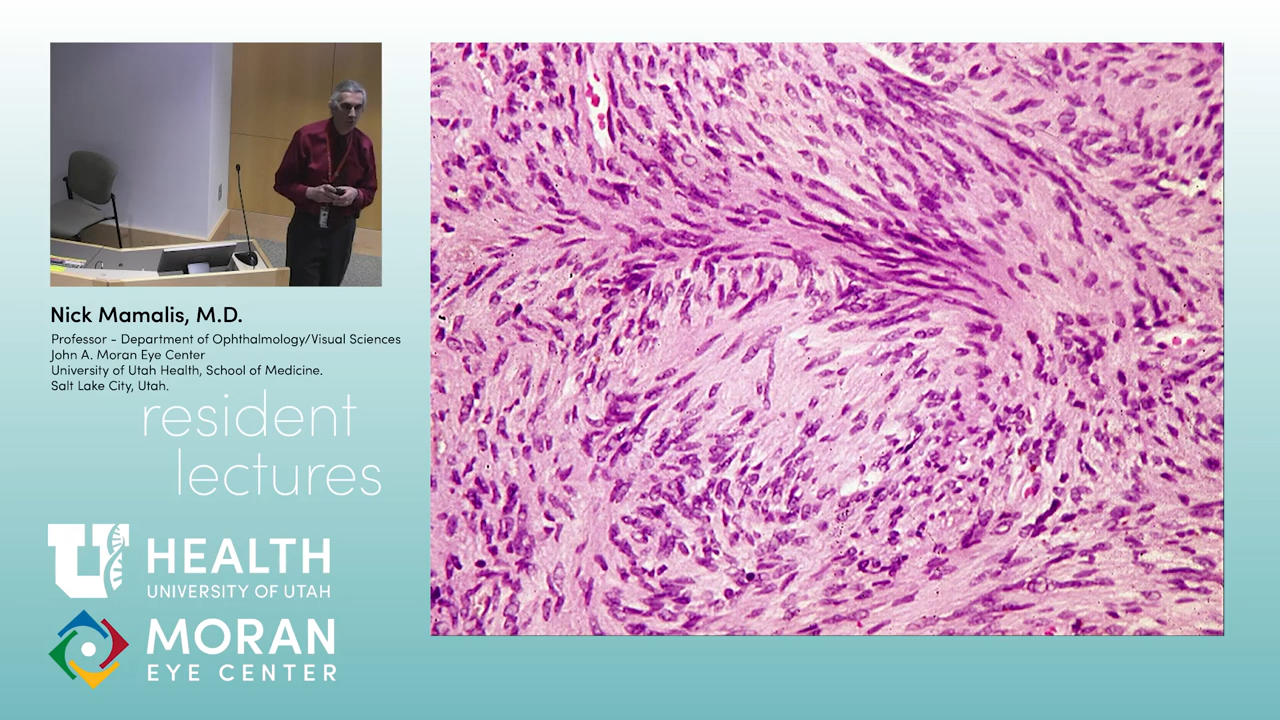 Nick Mamalis, M.D.
Professor - Department of Ophthalmology/Visual Sciences
John A. Moran Eye Center
University of Utah Health, School of Medicine.
Salt Lake City, Utah.
resident
lectures
U HEALTH
UNIVERSITY OF UTAH
MORAN
EYE CENTER